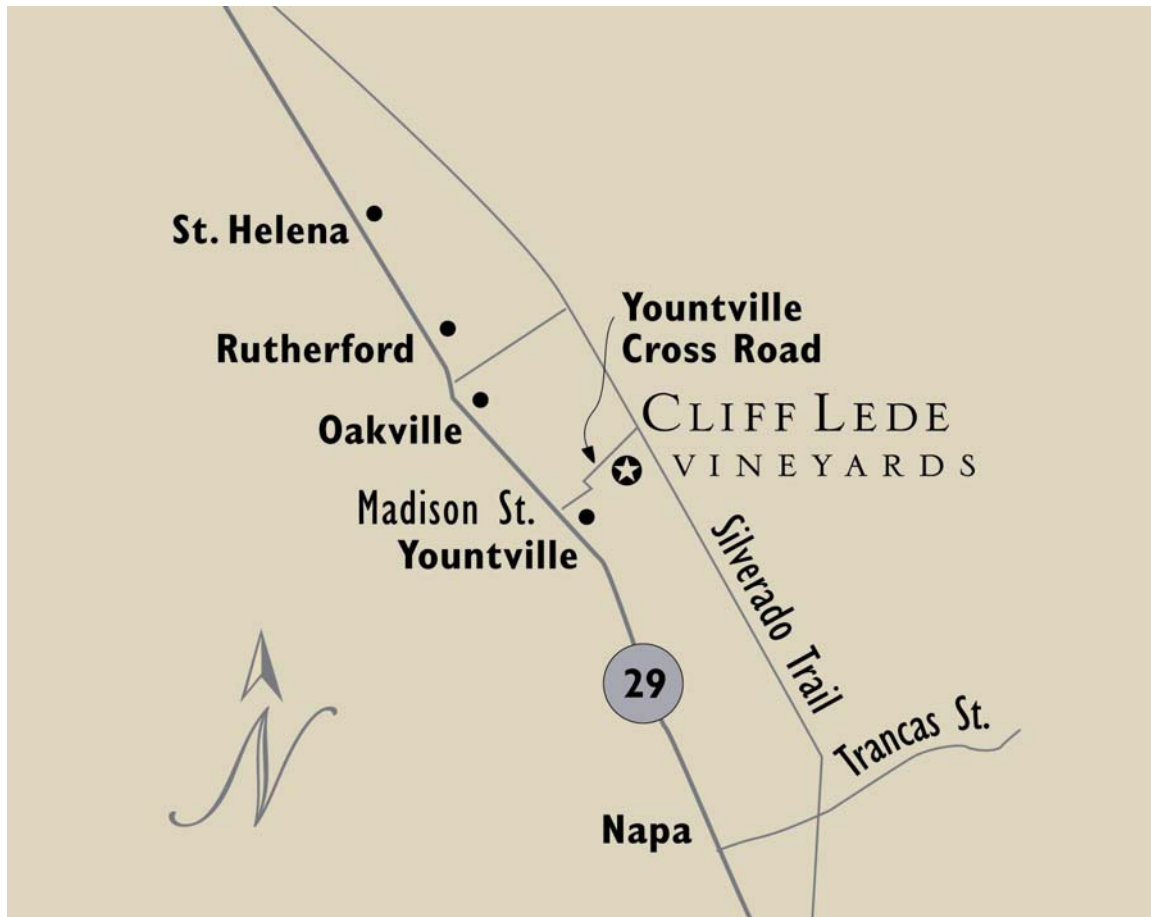 St. Helena
Rutherford
Yountville
Cross Road
CLIFF LEDE
VINEYARDS
Oakville
Madison St.
Yountville
Silverado Trail
29
Trancas St.
Napa
N